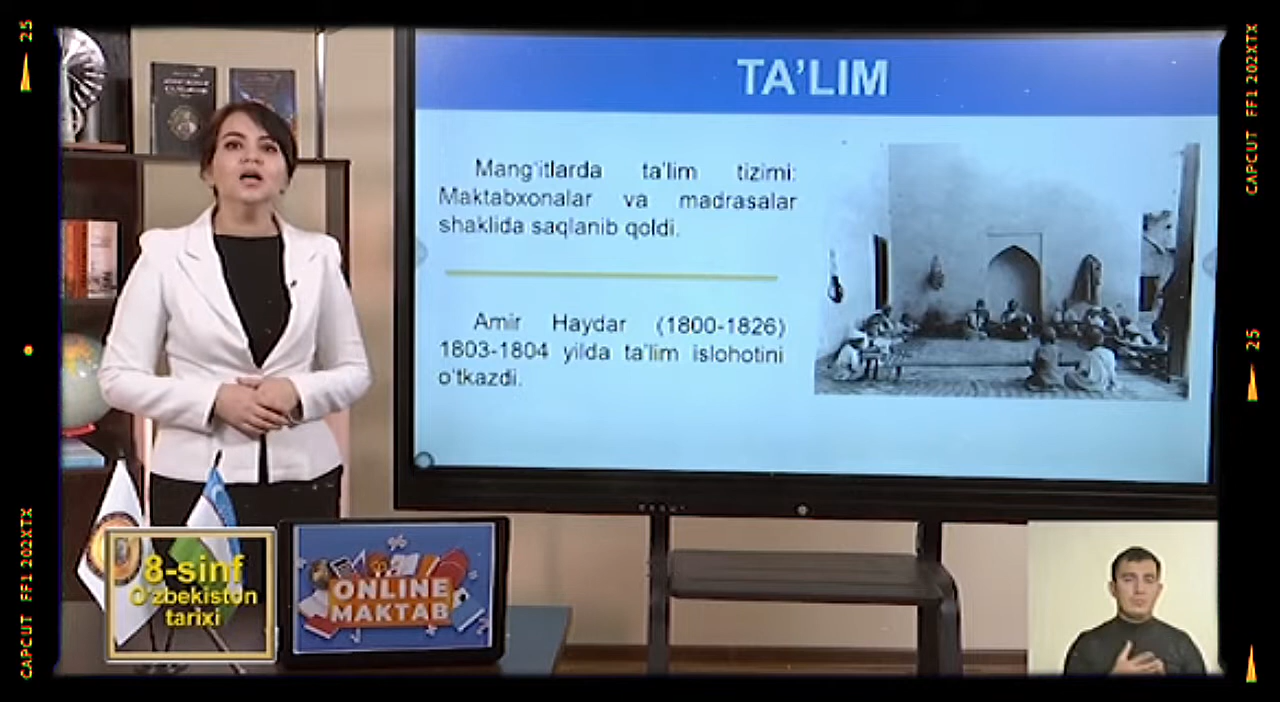 25
CAPCUT FF1 202XTX
TA’LIM
Mang‘itlarda ta’lim tizimi:
Maktabxonalar va madrasalar
shaklida saqlanib qoldi.
Amir Haydar (1800-1826)
1803-1804 yilda ta’lim islohotini
o‘tkazdi.
8-sinf
O‘zbekiston
tarixi
ONLINE
MAKTAB
CAPCUT FF1 202XTX
25